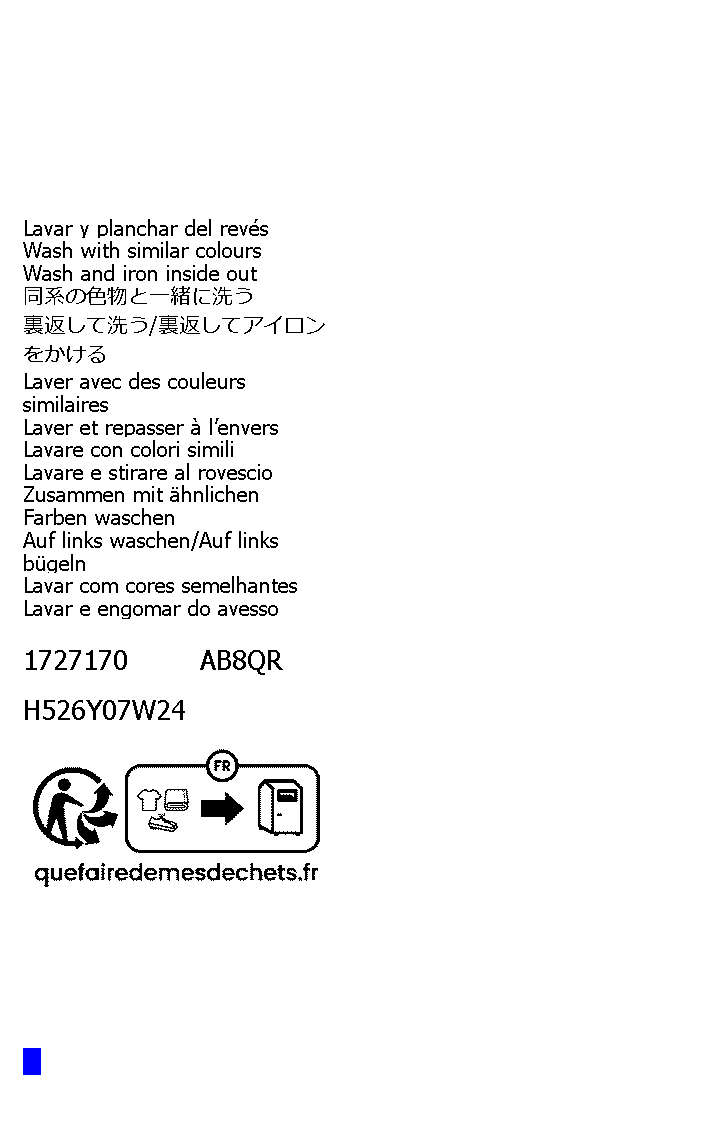 Lavar y planchar del revés
Wash with similar colours
Wash and iron inside out
同系の色物と一緒に洗う
裏返して洗う/裏返してアイロン
をかける
Laver avec des couleurs
similaires
Laver et repasser à l’envers
Lavare con colori simili
Lavare e stirare al rovescio
Zusammen mit ähnlichen
Farben waschen
Auf links waschen/Auf links
bügeln
Lavar com cores semelhantes
Lavar e engomar do avesso
1727170 AB8QR
H526Y07W24
FR
quefairedemesdechets.fr